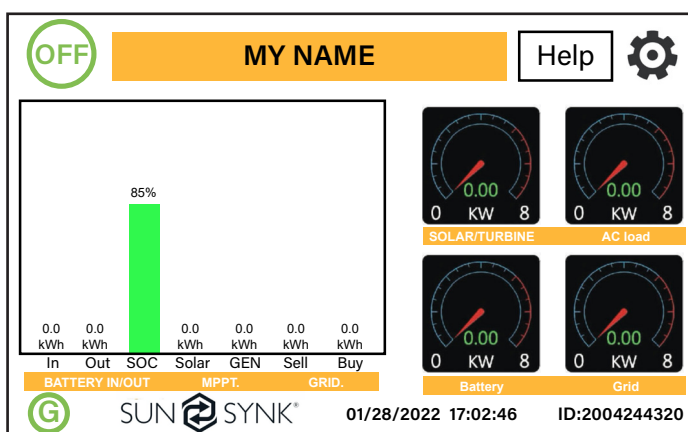 OFF
MY NAME
Help
85%
0.0 0.0 0.0 0.0 0.0 0.0
kWh kWh kWh kWh kWh kWh
In Out SOC Solar GEN Sell Buy
BATTERY IN/OUT MPPT. GRID.
0.00
0 KW 8
SOLAR/TURBINE
0.00
0 KW 8
AC load
0.00
0 KW 8
Battery
0.00
0 KW 8
Grid
G
SUN SYNK®
01/28/2022 17:02:46
ID:2004244320